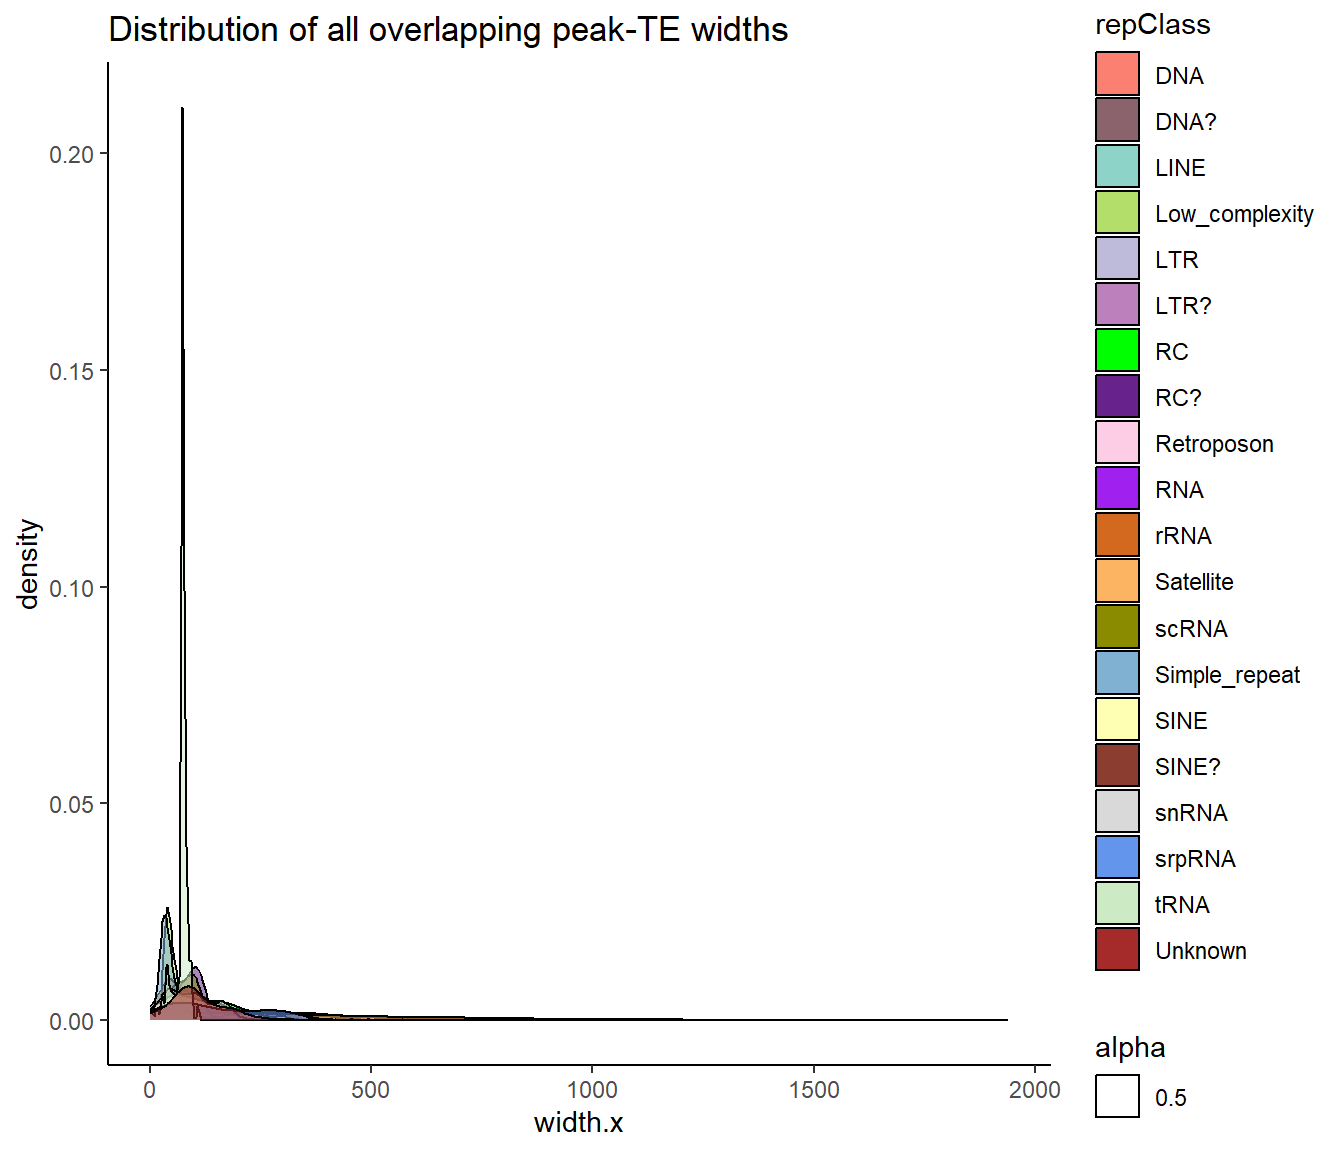 Distribution of all overlapping peak-TE widths
density
0.20
0.15
0.10
0.05
0.00
0
500
1000
1500
2000
width.x
repClass
DNA
DNA?
LINE
Low_complexity
LTR
LTR?
RC
RC?
Retroposon
RNA
rRNA
Satellite
scRNA
Simple_repeat
SINE
SINE?
snRNA
srpRNA
tRNA
Unknown
alpha
0.5